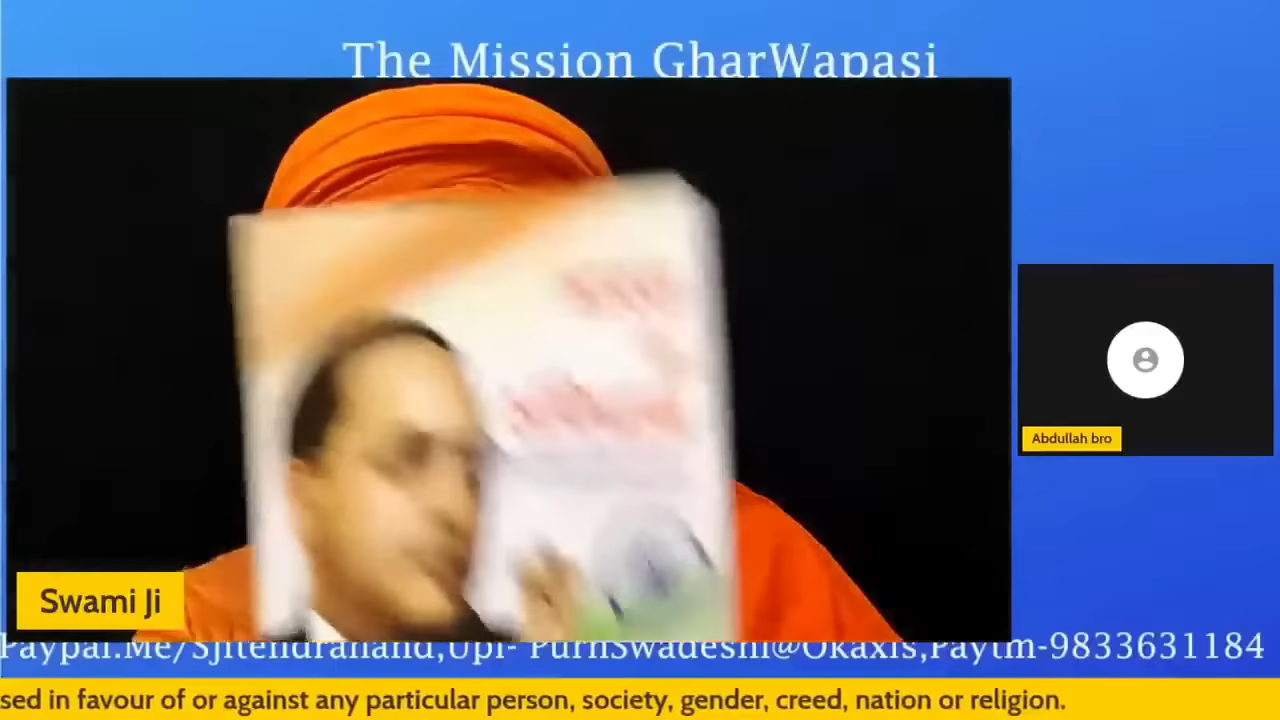 The Mission GharWapasi
Abdullah bro
Swami Ji
Paypal.Me/Sjitendranand,Upi- PurnSwadeshi@Okaxis,Paytm-9833631184
sed in favour of or against any particular person, society, gender, creed, nation or religion.